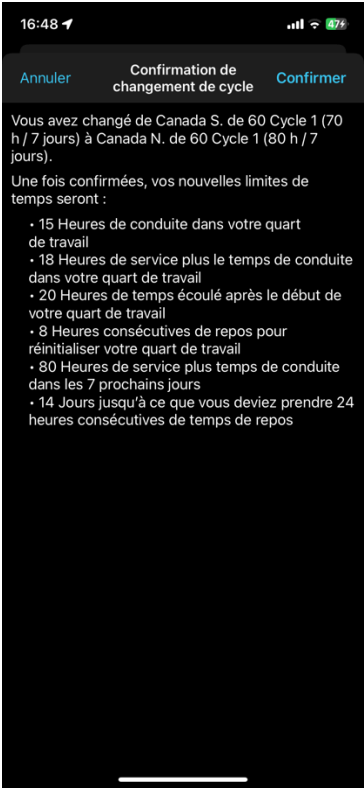 16:48
47
Annuler
Confirmation de
changement de cycle
Confirmer
Vous avez changé de Canada S. de 60 Cycle 1 (70
h / 7 jours) à Canada N. de 60 Cycle 1 (80 h / 7
jours).
Une fois confirmées, vos nouvelles limites de
temps seront :
• 15 Heures de conduite dans votre quart
de travail
• 18 Heures de service plus le temps de conduite
dans votre quart de travail
• 20 Heures de temps écoulé après le début de
votre quart de travail
• 8 Heures consécutives de repos pour
réinitialiser votre quart de travail
• 80 Heures de service plus temps de conduite
dans les 7 prochains jours
• 14 Jours jusqu'à ce que vous deviez prendre 24
heures consécutives de temps de repos